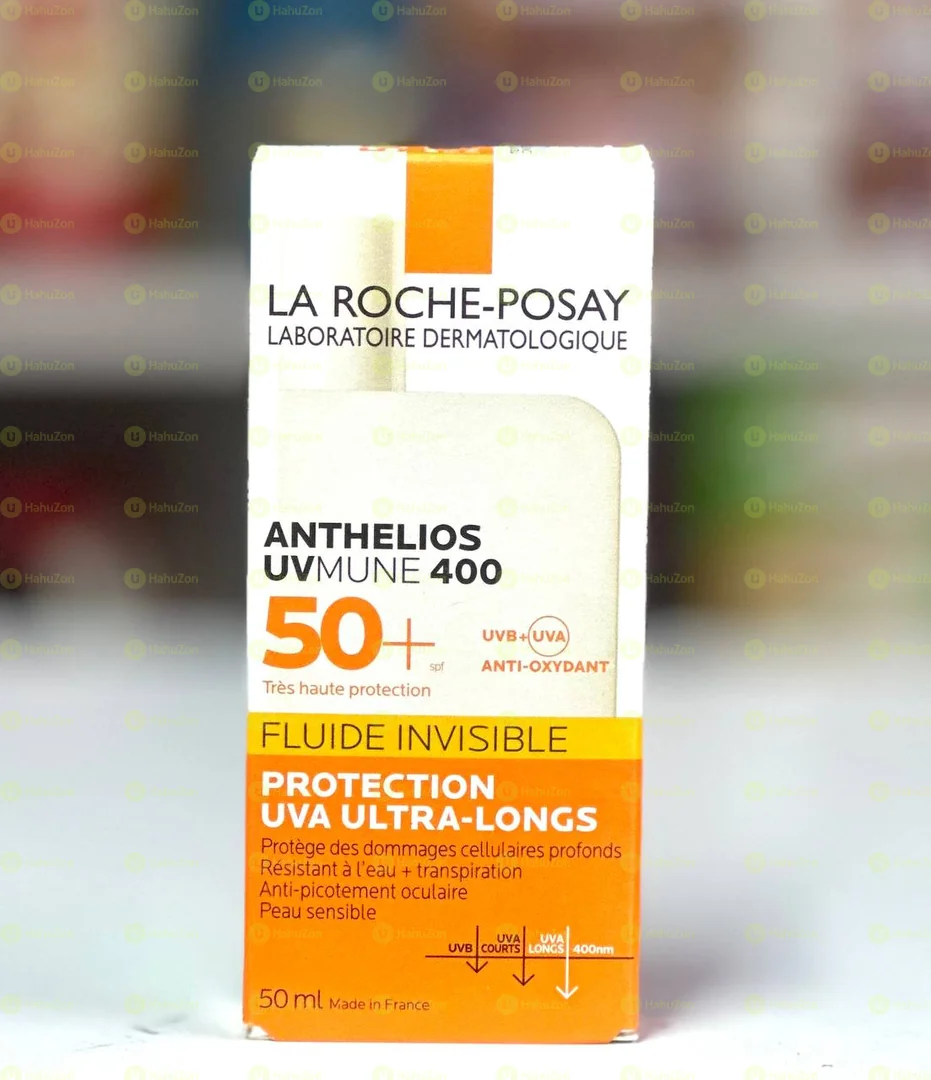 LA ROCHE-POSAY
LABORATOIRE DERMATOLOGIQUE
ANTHELIOS
UVMUNE 400
50+ spf
Très haute protection
UVB+UVA
ANTI-OXYDANT
FLUIDE INVISIBLE
PROTECTION
UVA ULTRA-LONGS
Protège des dommages cellulaires profonds
Résistant à l'eau + transpiration
Anti-picotement oculaire
Peau sensible
UVB
UVA COURTS
UVA LONGS
400nm
50 ml Made in France
HahuZon